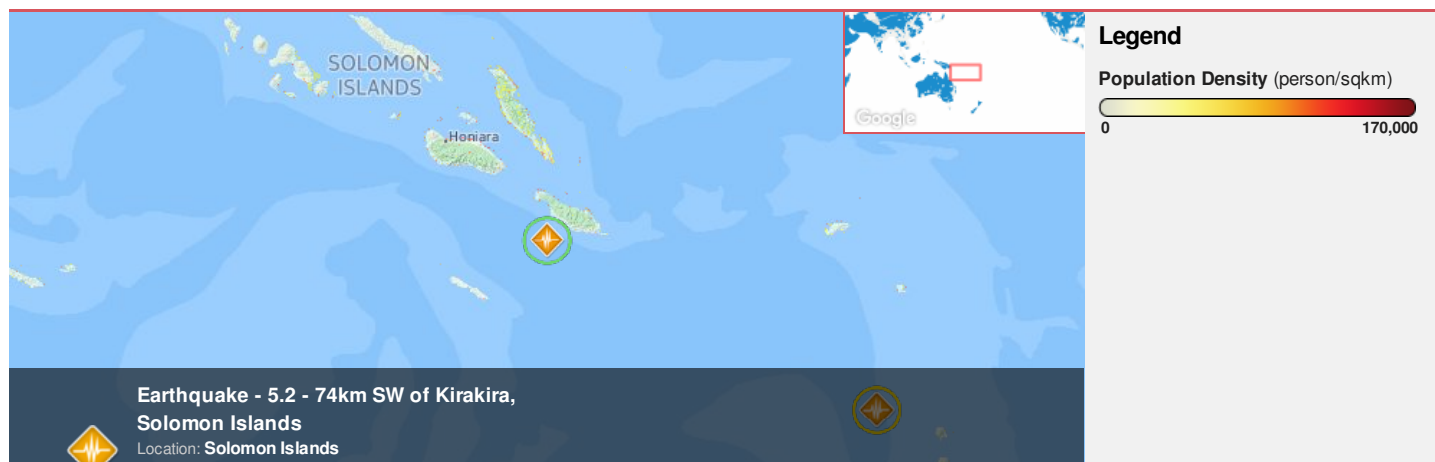 SOLOMON
ISLANDS
Honiara
Google
Legend
Population Density (person/sqkm)
0 170,000
Earthquake - 5.2 - 74km SW of Kirakira,
Solomon Islands
Location: Solomon Islands